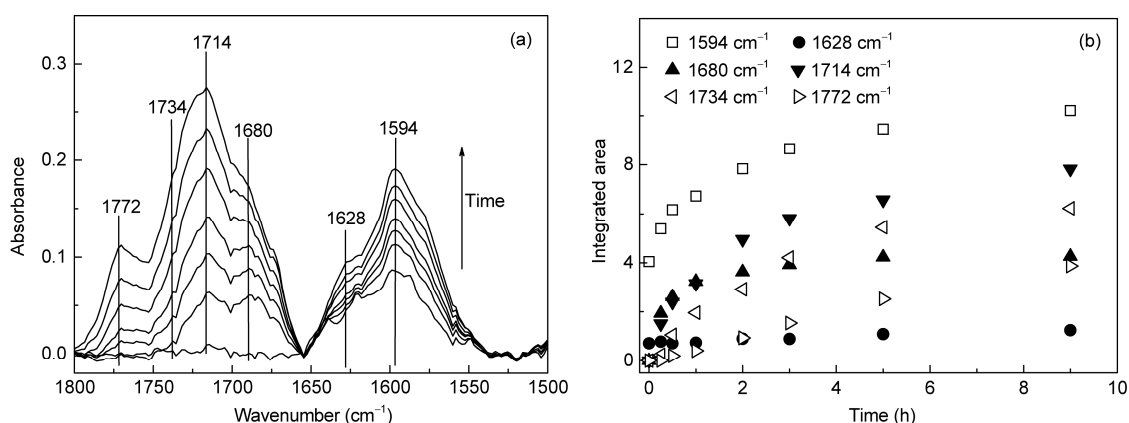 (a)
1714
1734
1680
1594
1772
1628
Time
0.3
0.2
0.1
0.0
Absorbance
1800 1750 1700 1650 1600 1550 1500
Wavenumber (cm⁻¹)
(b)
1594 cm⁻¹ 1628 cm⁻¹
1680 cm⁻¹ 1714 cm⁻¹
1734 cm⁻¹ 1772 cm⁻¹
12
8
4
0
Integrated area
0 2 4 6 8 10
Time (h)